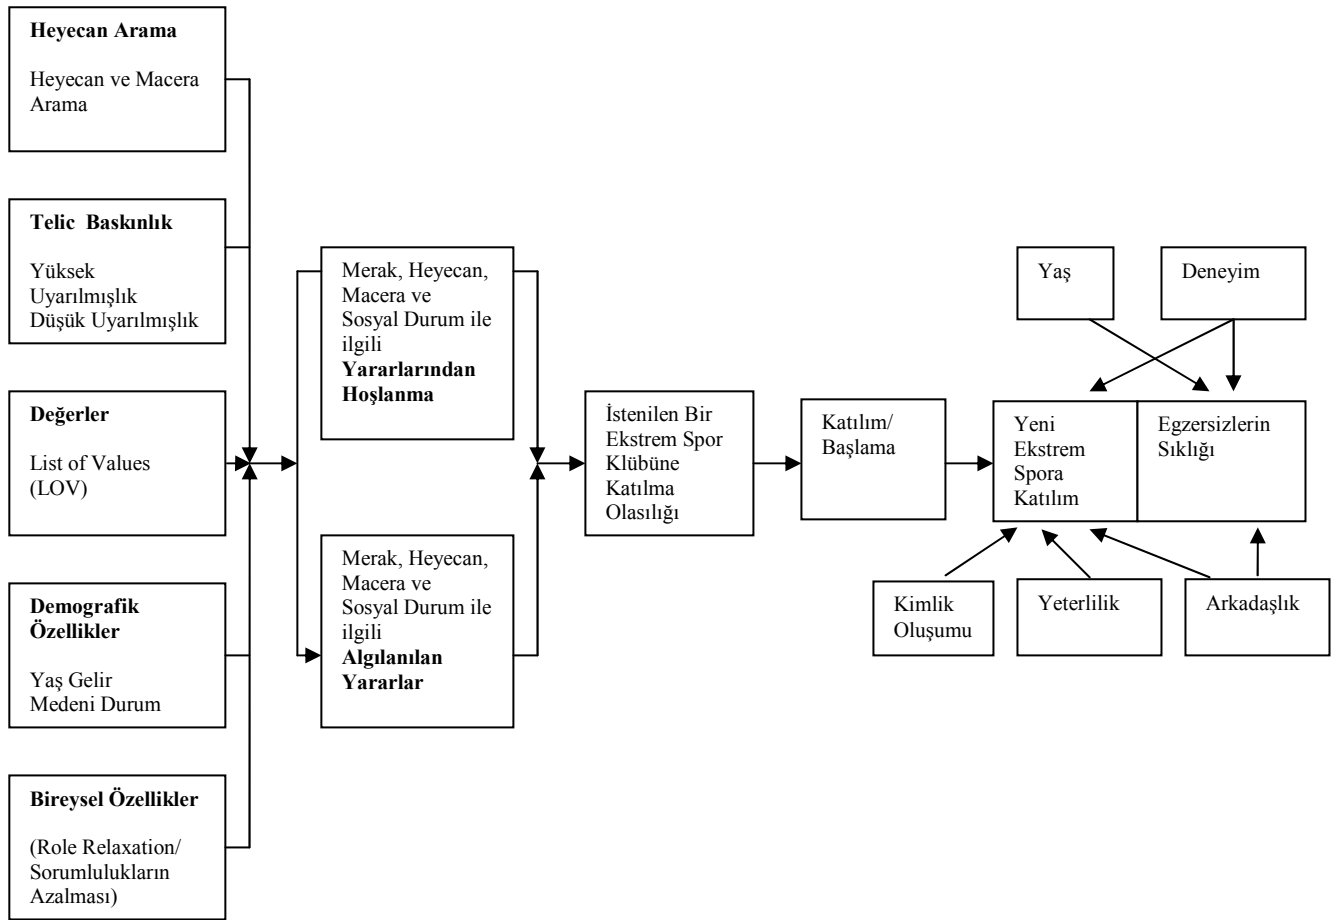 Heyecan Arama
Heyecan ve Macera
Arama
Telic Baskınlık
Yüksek
Uyarılmışlık
Düşük Uyarılmışlık
Değerler
List of Values
(LOV)
Demografik
Özellikler
Yaş Gelir
Medeni Durum
Bireysel Özellikler
(Role Relaxation/
Sorumlulukların
Azalması)
Merak, Heyecan,
Macera ve
Sosyal Durum ile
ilgili
Yararlarından
Hoşlanma
Merak, Heyecan,
Macera ve
Sosyal Durum ile
ilgili
Algılanılan
Yararlar
İstenilen Bir
Ekstrem Spor
Klübüne
Katılma
Olasılığı
Katılım/
Başlama
Yaş
Deneyim
Yeni
Ekstrem
Spora
Katılım
Egzersizlerin
Sıklığı
Kimlik
Oluşumu
Yeterlilik
Arkadaşlık